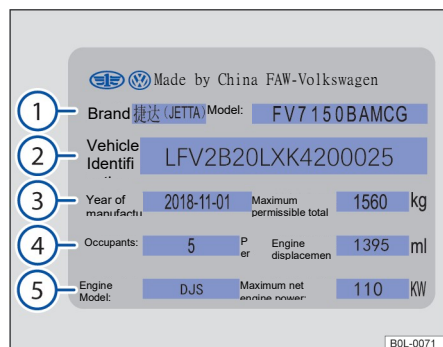 Made by China FAW-Volkswagen
1 Brand 捷达(JETTA) Model: FV7150BAMCG
2 Vehicle Identifi LFV2B20LXK4200025
3 Year of manufactu 2018-11-01 Maximum permissible total 1560 kg
4 Occupants: 5 P er Engine displacemen 1395 ml
5 Engine Model: DJS Maximum net engine power: 110 KW
B0L-0071